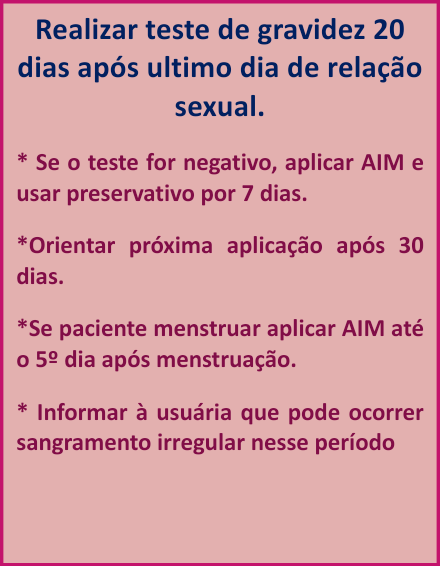 Realizar teste de gravidez 20
dias após ultimo dia de relação
sexual.
* Se o teste for negativo, aplicar AIM e
usar preservativo por 7 dias.
*Orientar próxima aplicação após 30
dias.
*Se paciente menstruar aplicar AIM até
o 5º dia após menstruação.
* Informar à usuária que pode ocorrer
sangramento irregular nesse período